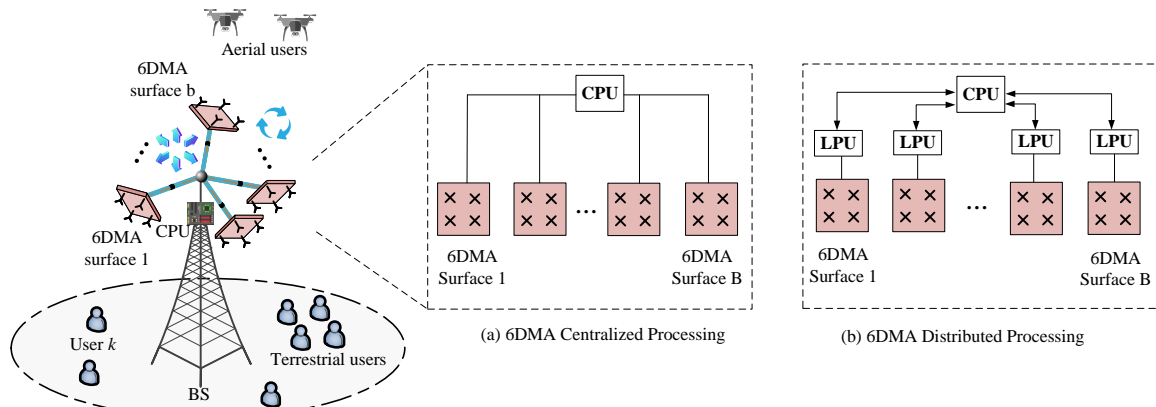 Aerial users
6DMA
surface b
6DMA
surface 1
CPU
User k
Terrestrial users
BS
CPU
...
6DMA
Surface 1
6DMA
Surface B
(a) 6DMA Centralized Processing
CPU
LPU
LPU
LPU
LPU
...
6DMA
Surface 1
6DMA
Surface B
(b) 6DMA Distributed Processing